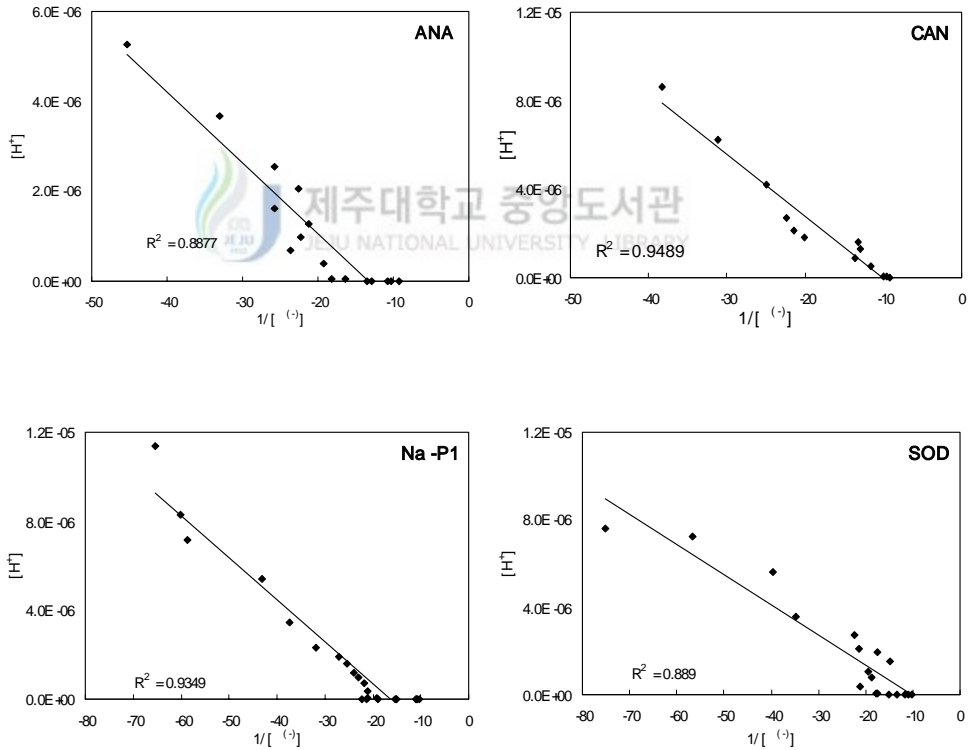 ANA
6.0E-06
4.0E-06
2.0E-06
0.0E+00
[H⁺]
R² = 0.8877
-50 -40 -30 -20 -10 0
1/[ (-)]
CAN
1.2E-05
8.0E-06
4.0E-06
0.0E+00
[H⁺]
R² = 0.9489
-50 -40 -30 -20 -10 0
1/[ (-)]
제주대학교 중앙도서관
JEJU NATIONAL UNIVERSITY LIBRARY
JEJU
1952
Na-P1
1.2E-05
8.0E-06
4.0E-06
0.0E+00
[H⁺]
R² = 0.9349
-80 -70 -60 -50 -40 -30 -20 -10 0
1/[ (-)]
SOD
1.2E-05
8.0E-06
4.0E-06
0.0E+00
[H⁺]
R² = 0.889
-80 -70 -60 -50 -40 -30 -20 -10 0
1/[ (-)]